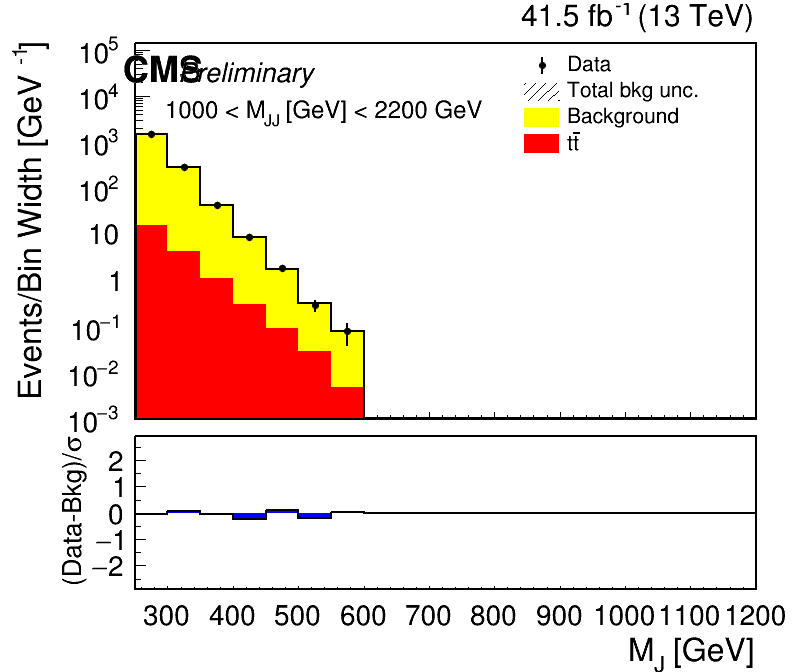 41.5 fb⁻¹ (13 TeV)
CMS Preliminary
1000 < M_JJ [GeV] < 2200 GeV
Data
Total bkg unc.
Background
tt̄
Events/Bin Width [GeV⁻¹]
10⁵
10⁴
10³
10²
10
1
10⁻¹
10⁻²
10⁻³
(Data-Bkg)/σ
2
1
0
−1
−2
300 400 500 600 700 800 900 1000 1100 1200
M_J [GeV]